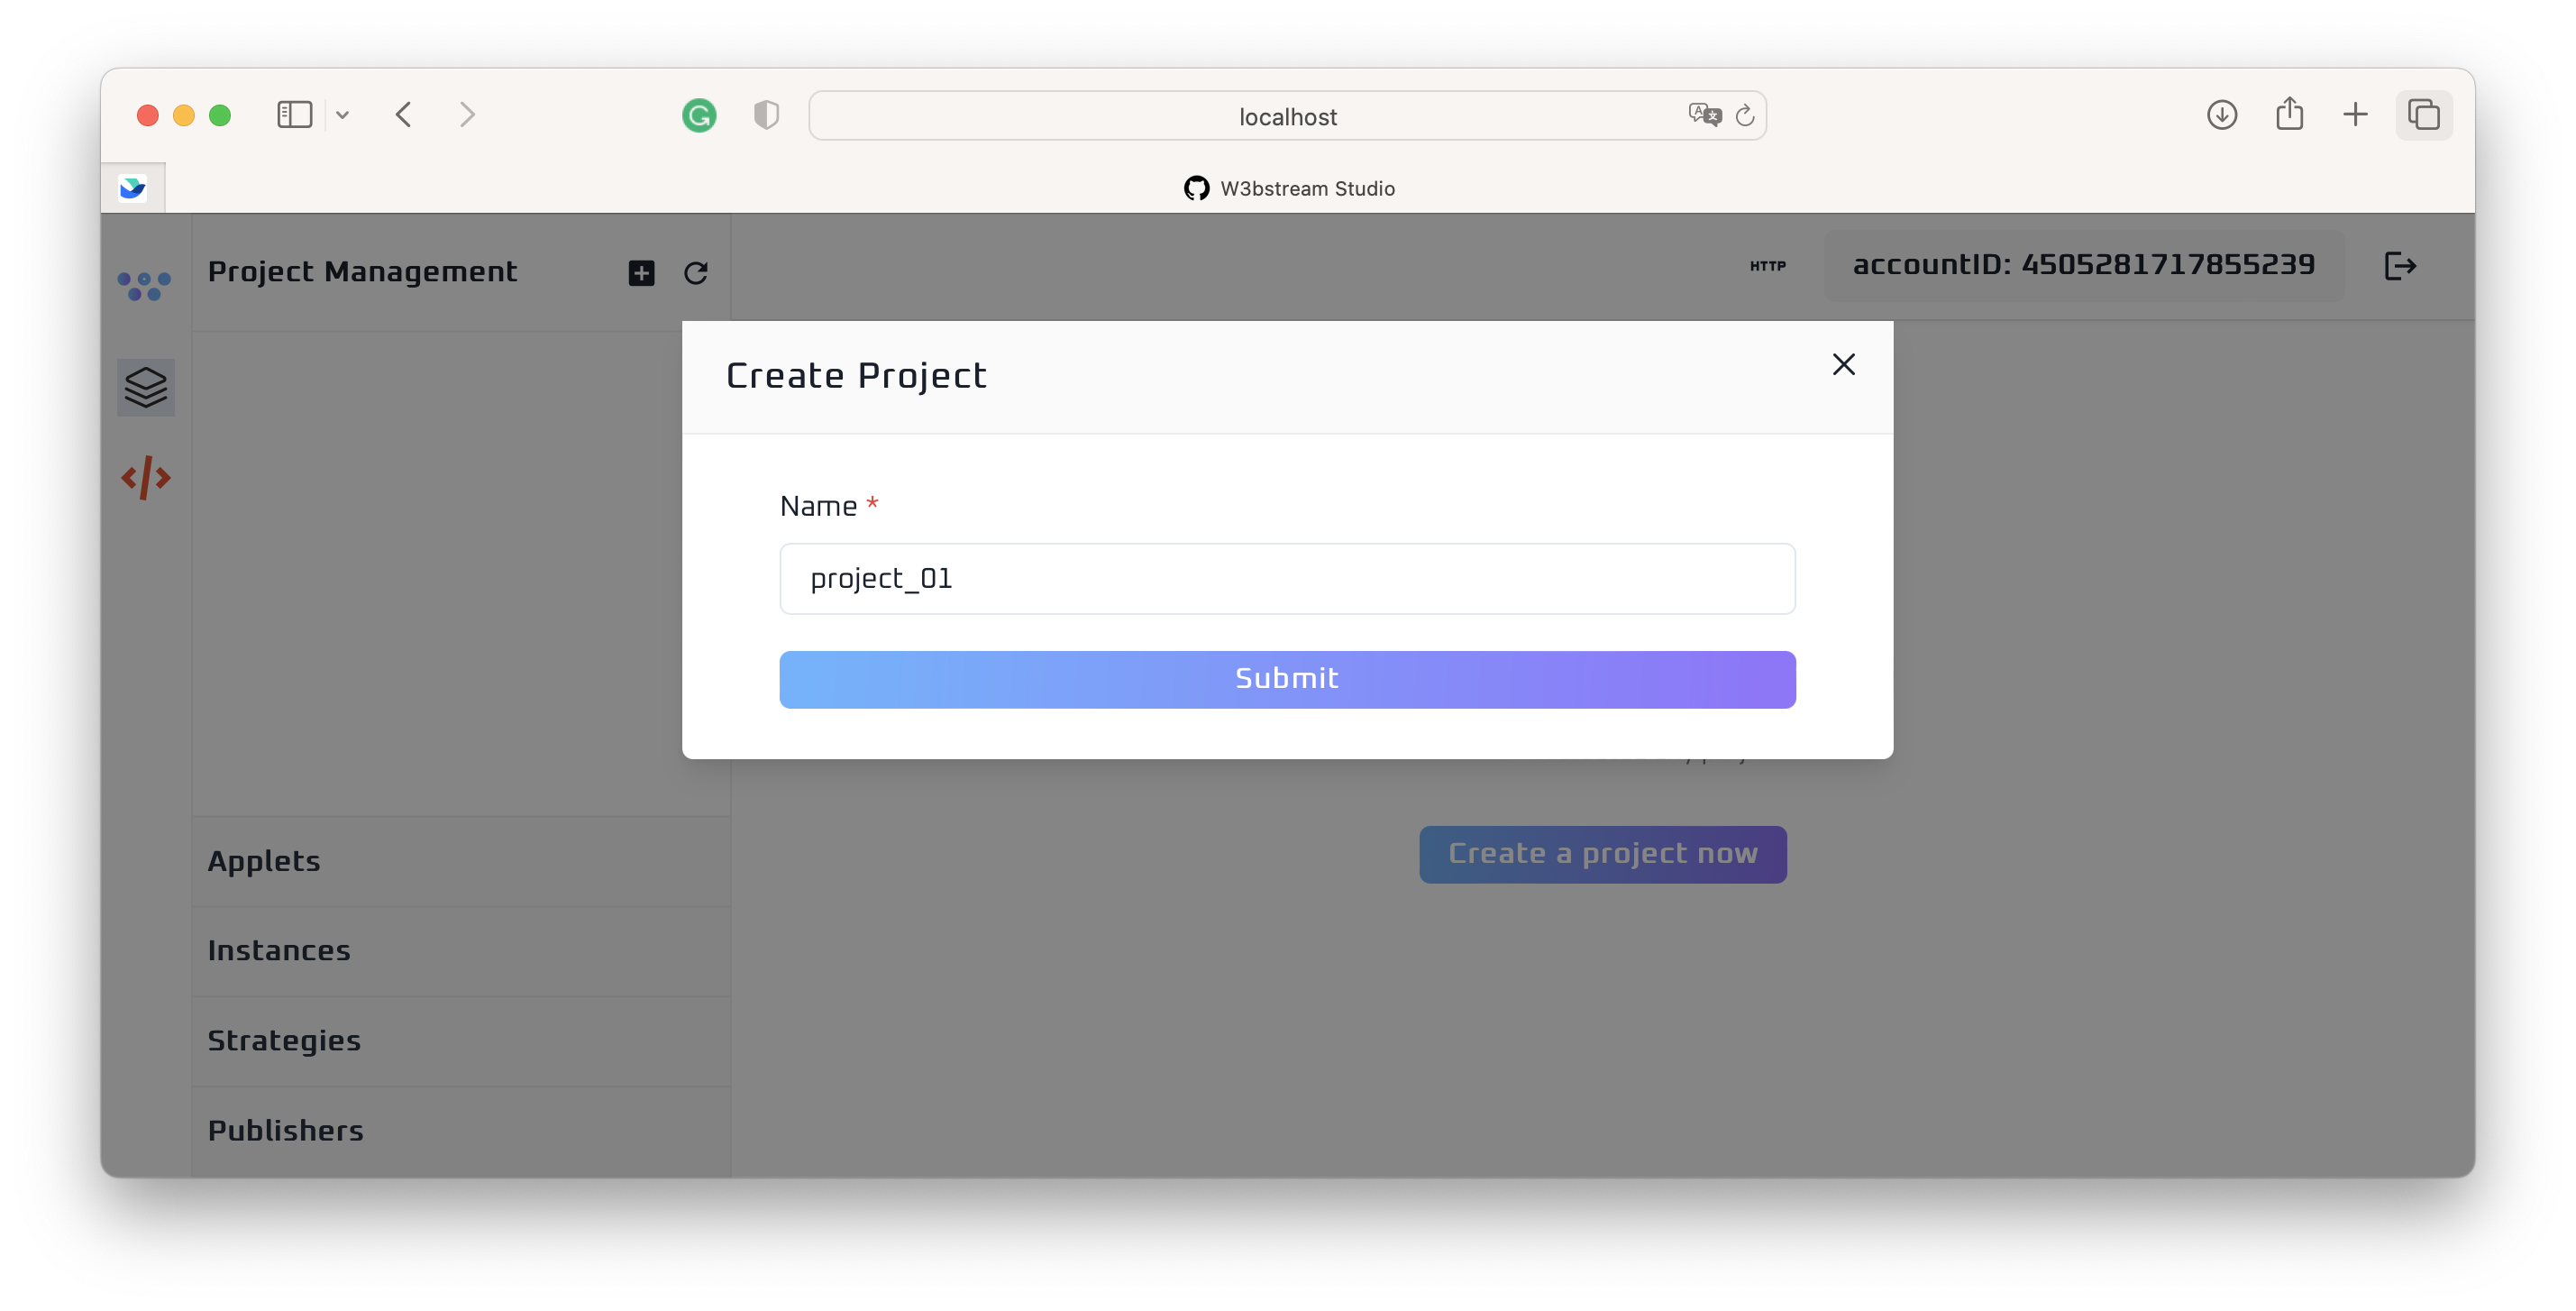 localhost
W3bstream Studio
Project Management
HTTP
accountID: 4505281717855239
Create Project
Name *
project_01
Submit
Create a project now
Applets
Instances
Strategies
Publishers